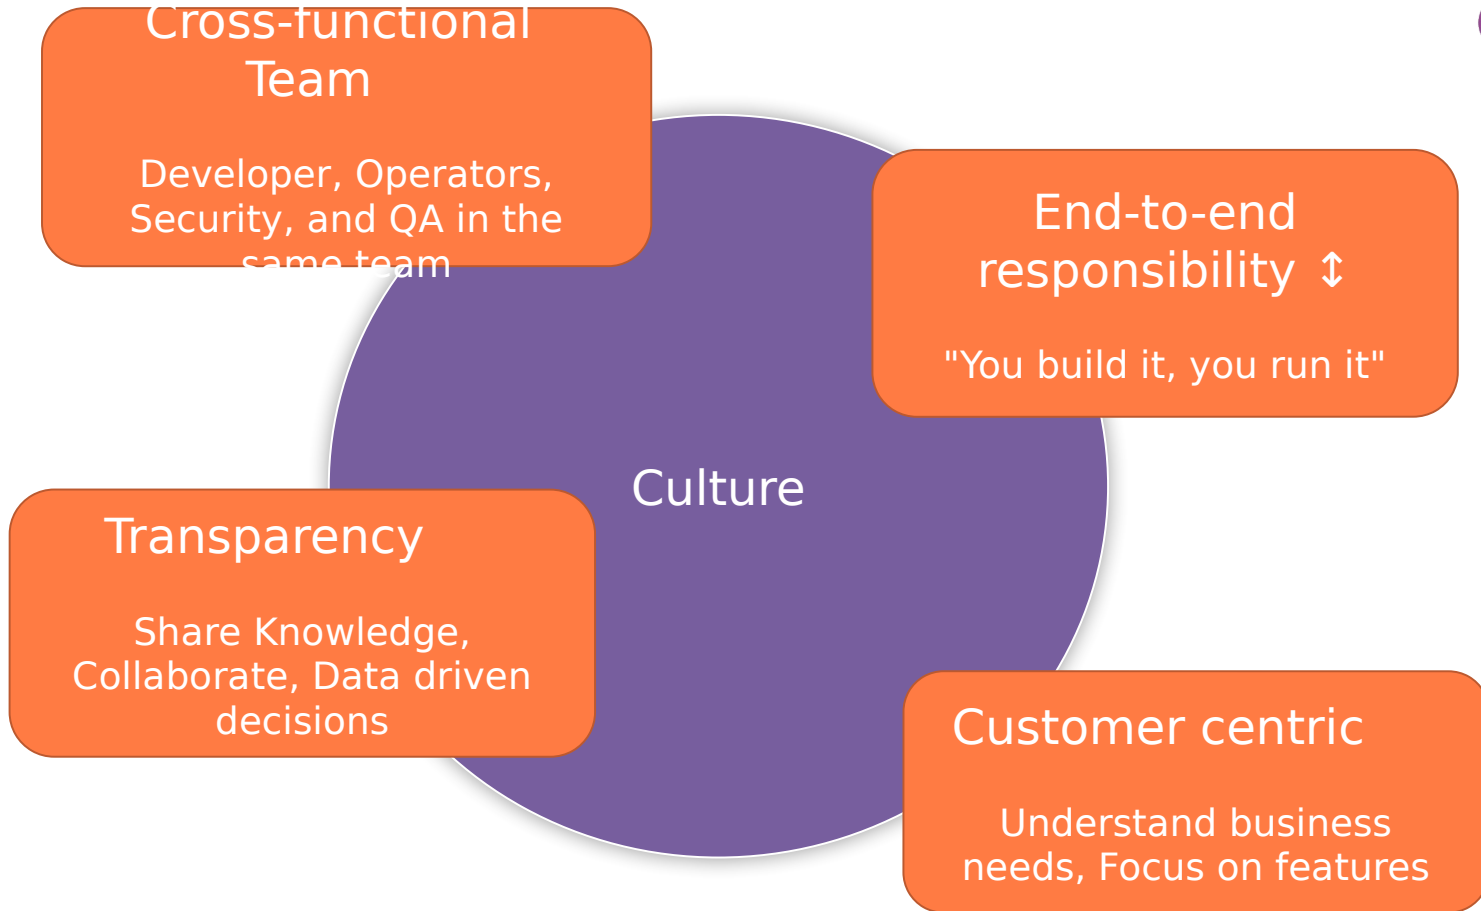 Cross-functional
Team
Developer, Operators,
Security, and QA in the
same team
End-to-end
responsibility ↕
"You build it, you run it"
Culture
Transparency
Share Knowledge,
Collaborate, Data driven
decisions
Customer centric
Understand business
needs, Focus on features